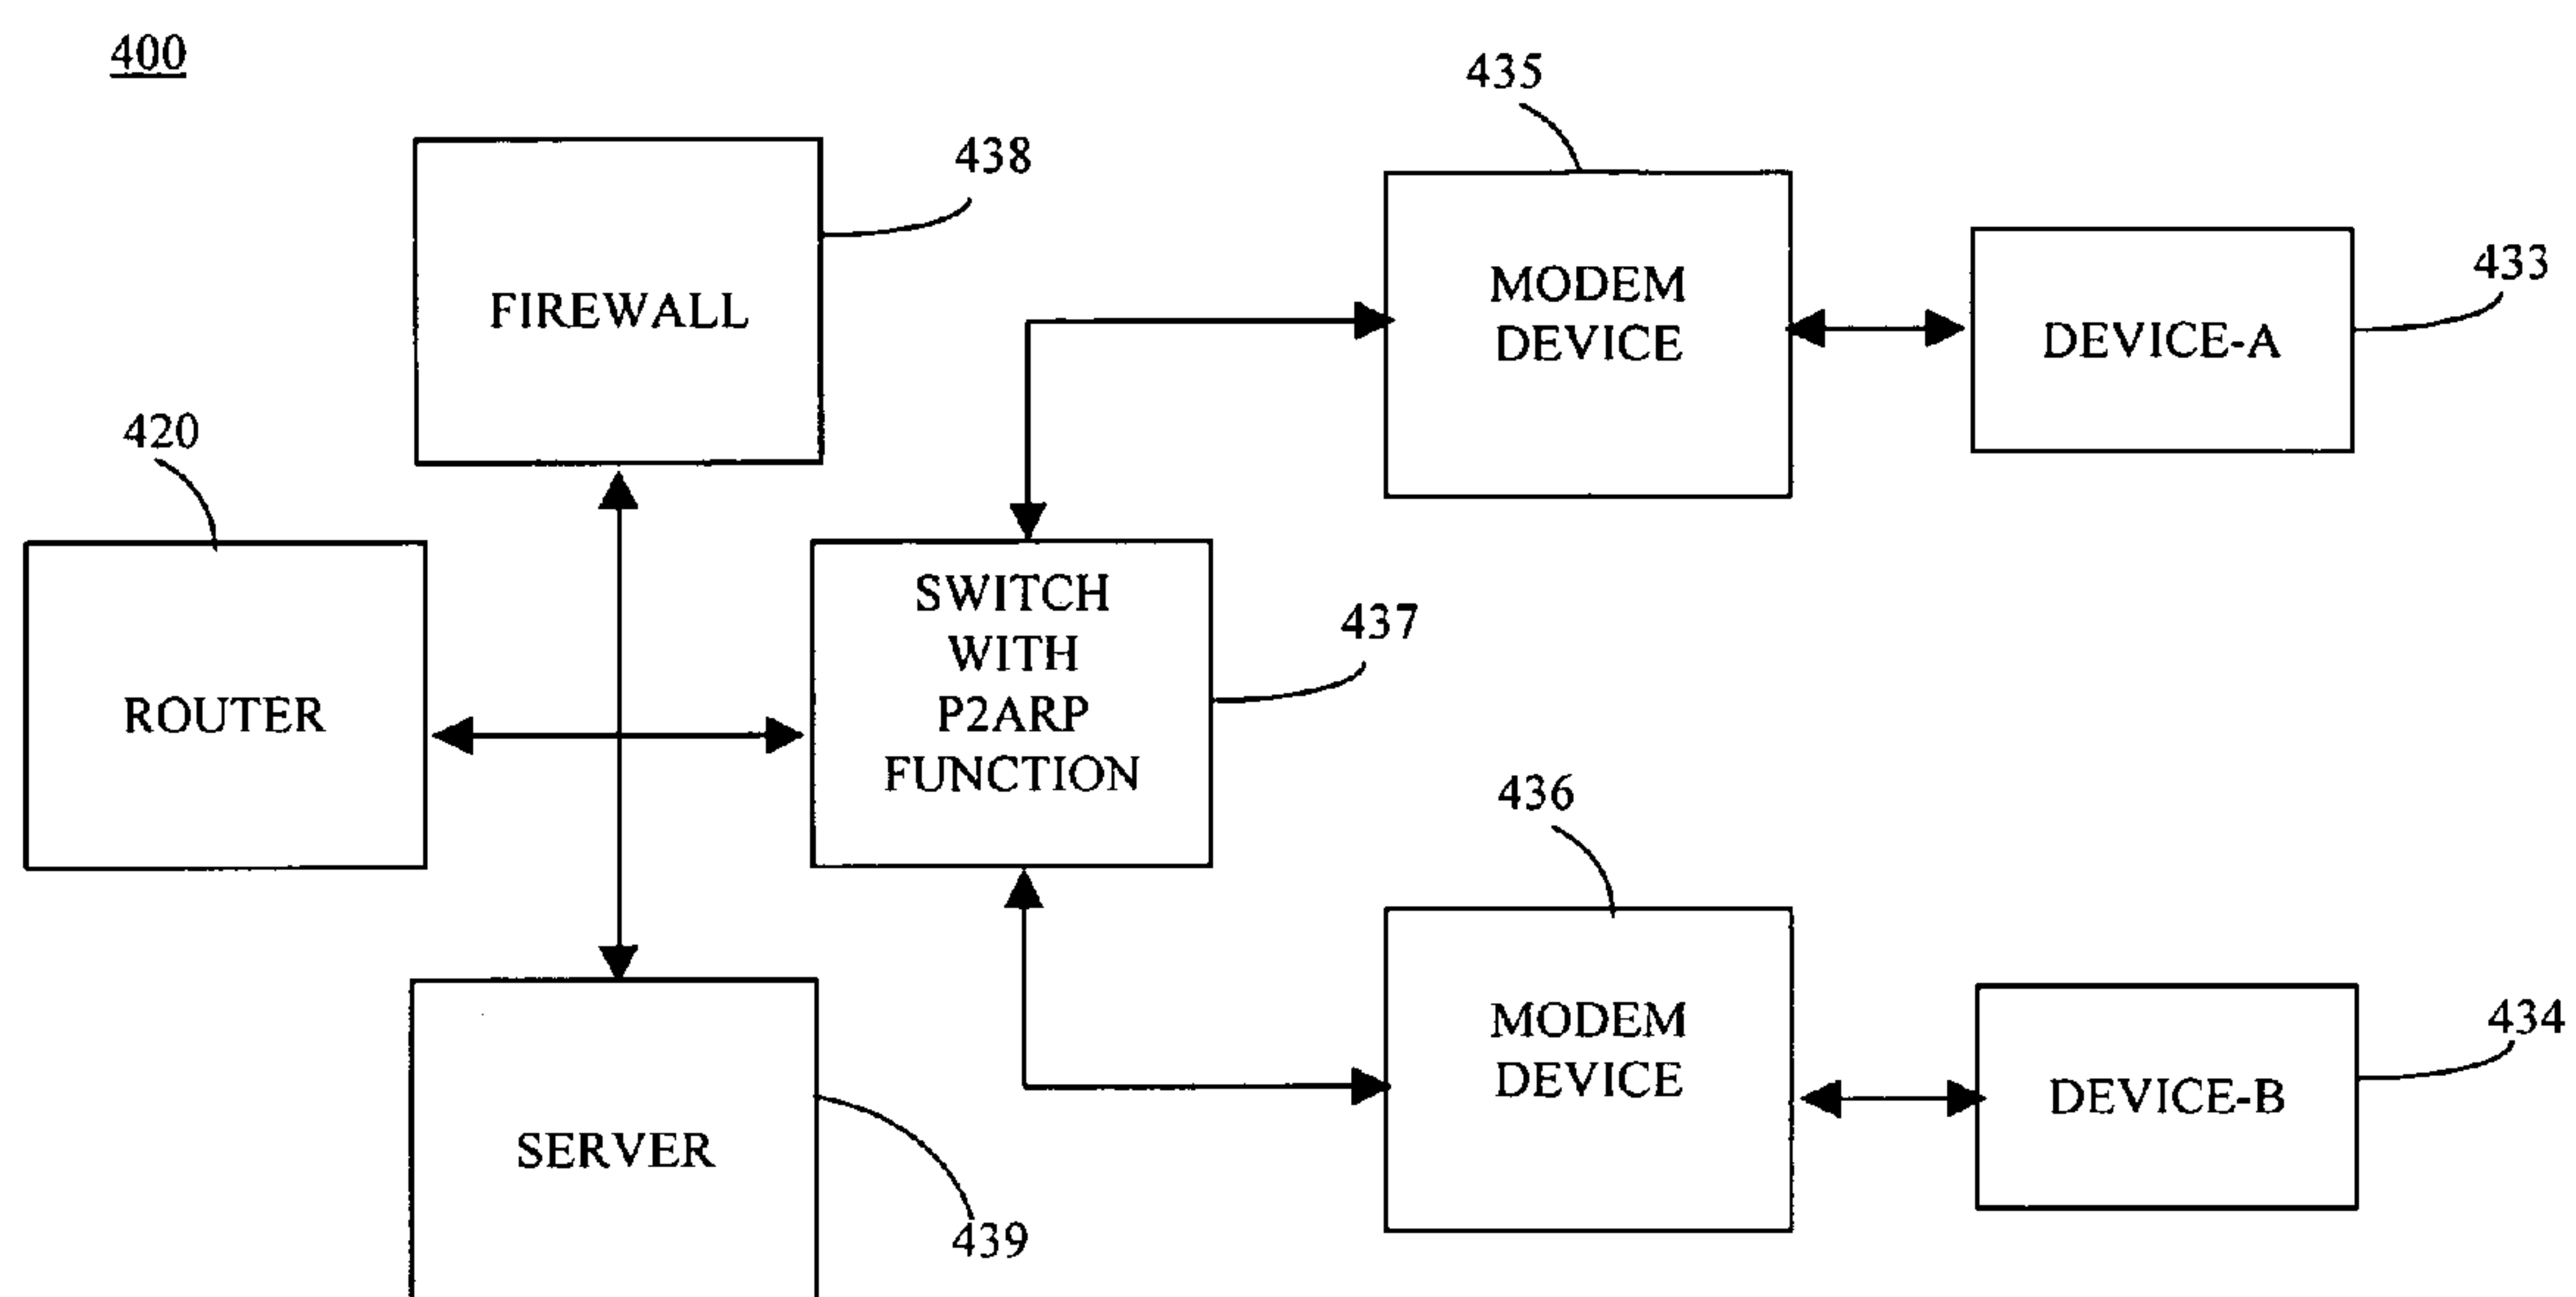 400
435
438
MODEM
DEVICE
433
DEVICE-A
FIREWALL
420
ROUTER
SWITCH
WITH
P2ARP
FUNCTION
437
436
MODEM
DEVICE
434
DEVICE-B
SERVER
439